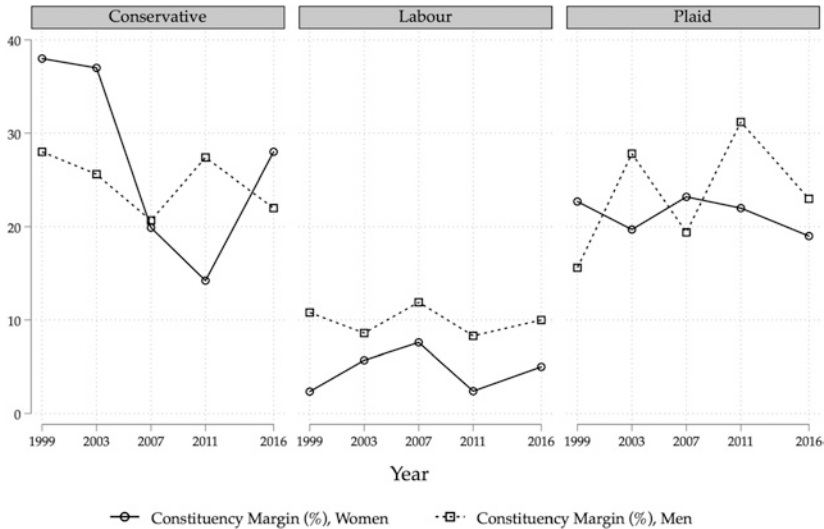 Conservative Labour Plaid
40
30
20
10
0
1999 2003 2007 2011 2016 1999 2003 2007 2011 2016 1999 2003 2007 2011 2016
Year
Constituency Margin (%), Women Constituency Margin (%), Men